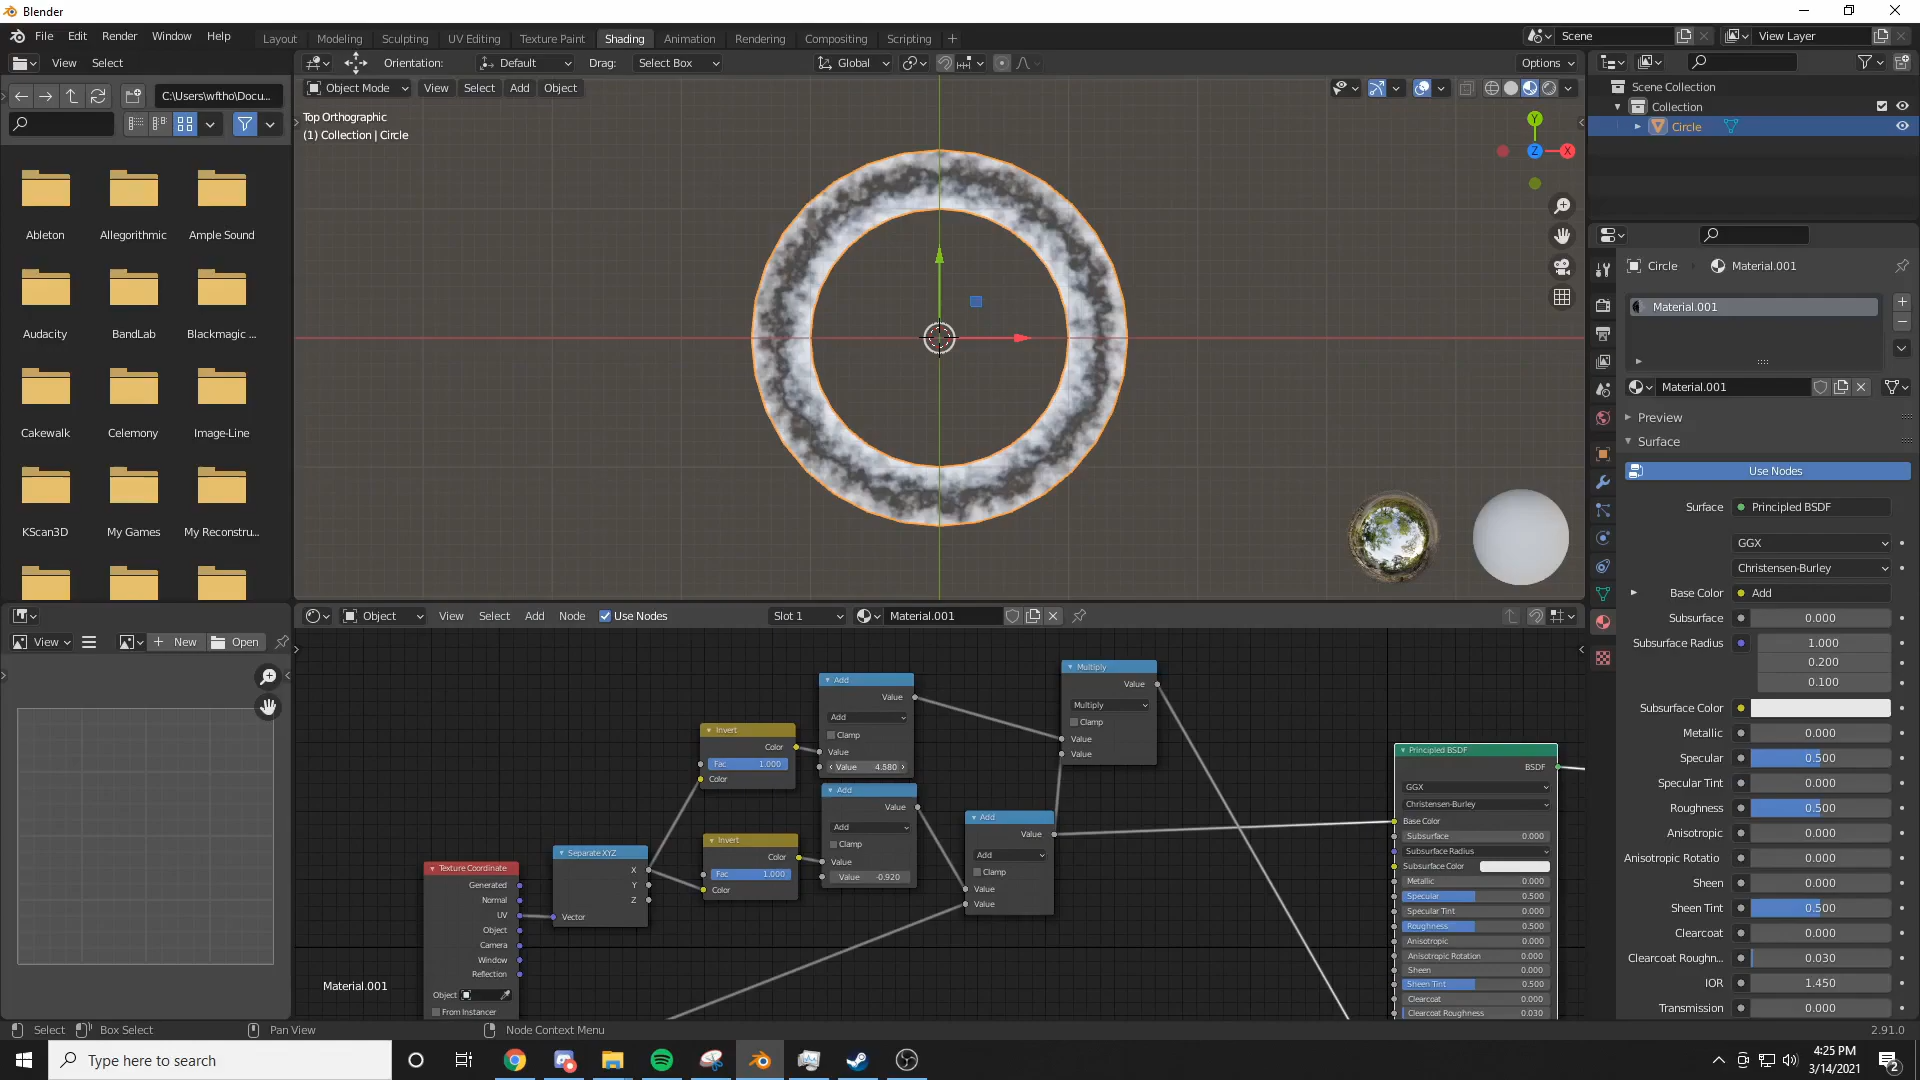 Blender
File Edit Render Window Help
Layout Modeling Sculpting UV Editing Texture Paint Shading Animation Rendering Compositing Scripting +
Scene
View Layer
View Select
Orientation: Default Drag: Select Box
Global
Options
C:\Users\wftho\Docu...
Object Mode View Select Add Object
Top Orthographic
(1) Collection | Circle
Y
Z
X
Scene Collection
Collection
Circle
Ableton Allegorithmic Ample Sound
Audacity BandLab Blackmagic ...
Cakewalk Celemony Image-Line
KScan3D My Games My Reconstru...
Circle Material.001
Material.001
Material.001
Preview
Surface
Use Nodes
Surface Principled BSDF
GGX
Christensen-Burley
Base Color Add
Subsurface 0.000
Subsurface Radius 1.000
0.200
0.100
Subsurface Color
Metallic 0.000
Specular 0.500
Specular Tint 0.000
Roughness 0.500
Anisotropic 0.000
Anisotropic Rotatio 0.000
Sheen 0.000
Sheen Tint 0.500
Clearcoat 0.000
Clearcoat Roughn... 0.030
IOR 1.450
Transmission 0.000
View + New Open
Object View Select Add Node Use Nodes Slot 1 Material.001
Texture Coordinate
Generated
Normal
UV
Object
Camera
Window
Reflection
Object
From Instancer
Separate XYZ
X
Y
Z
Vector
Invert
Color
Fac 1.000
Color
Invert
Color
Fac 1.000
Color
Add
Value
Add
Clamp
Value
Value 4.580
Add
Value
Add
Clamp
Value
Value -0.920
Add
Value
Add
Clamp
Value
Value
Multiply
Value
Multiply
Clamp
Value
Value
Principled BSDF
BSDF
GGX
Christensen-Burley
Base Color
Subsurface 0.000
Subsurface Radius
Subsurface Color
Metallic 0.000
Specular 0.500
Specular Tint 0.000
Roughness 0.500
Anisotropic 0.000
Anisotropic Rotation 0.000
Sheen 0.000
Sheen Tint 0.500
Clearcoat 0.000
Clearcoat Roughness 0.030
Material.001
Select Box Select Pan View Node Context Menu
2.91.0
Type here to search
4:25 PM
3/14/2021
2